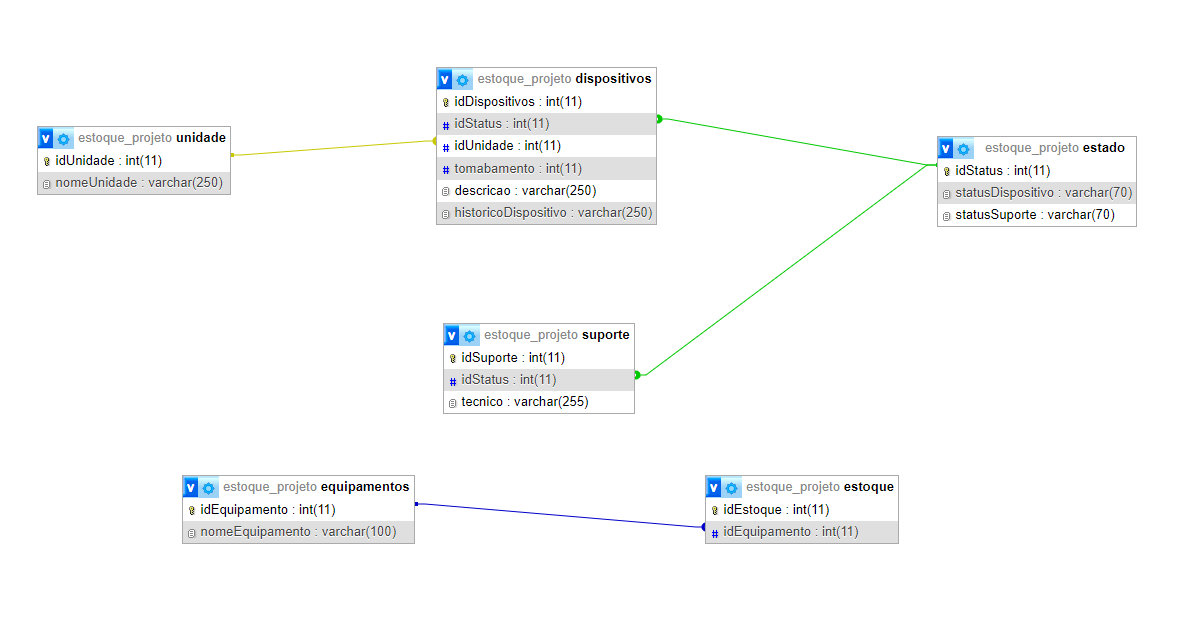 estoque_projeto unidade
idUnidade : int(11)
nomeUnidade : varchar(250)
estoque_projeto dispositivos
idDispositivos : int(11)
idStatus : int(11)
idUnidade : int(11)
tomabamento : int(11)
descricao : varchar(250)
historicoDispositivo : varchar(250)
estoque_projeto estado
idStatus : int(11)
statusDispositivo : varchar(70)
statusSuporte : varchar(70)
estoque_projeto suporte
idSuporte : int(11)
idStatus : int(11)
tecnico : varchar(255)
estoque_projeto equipamentos
idEquipamento : int(11)
nomeEquipamento : varchar(100)
estoque_projeto estoque
idEstoque : int(11)
idEquipamento : int(11)